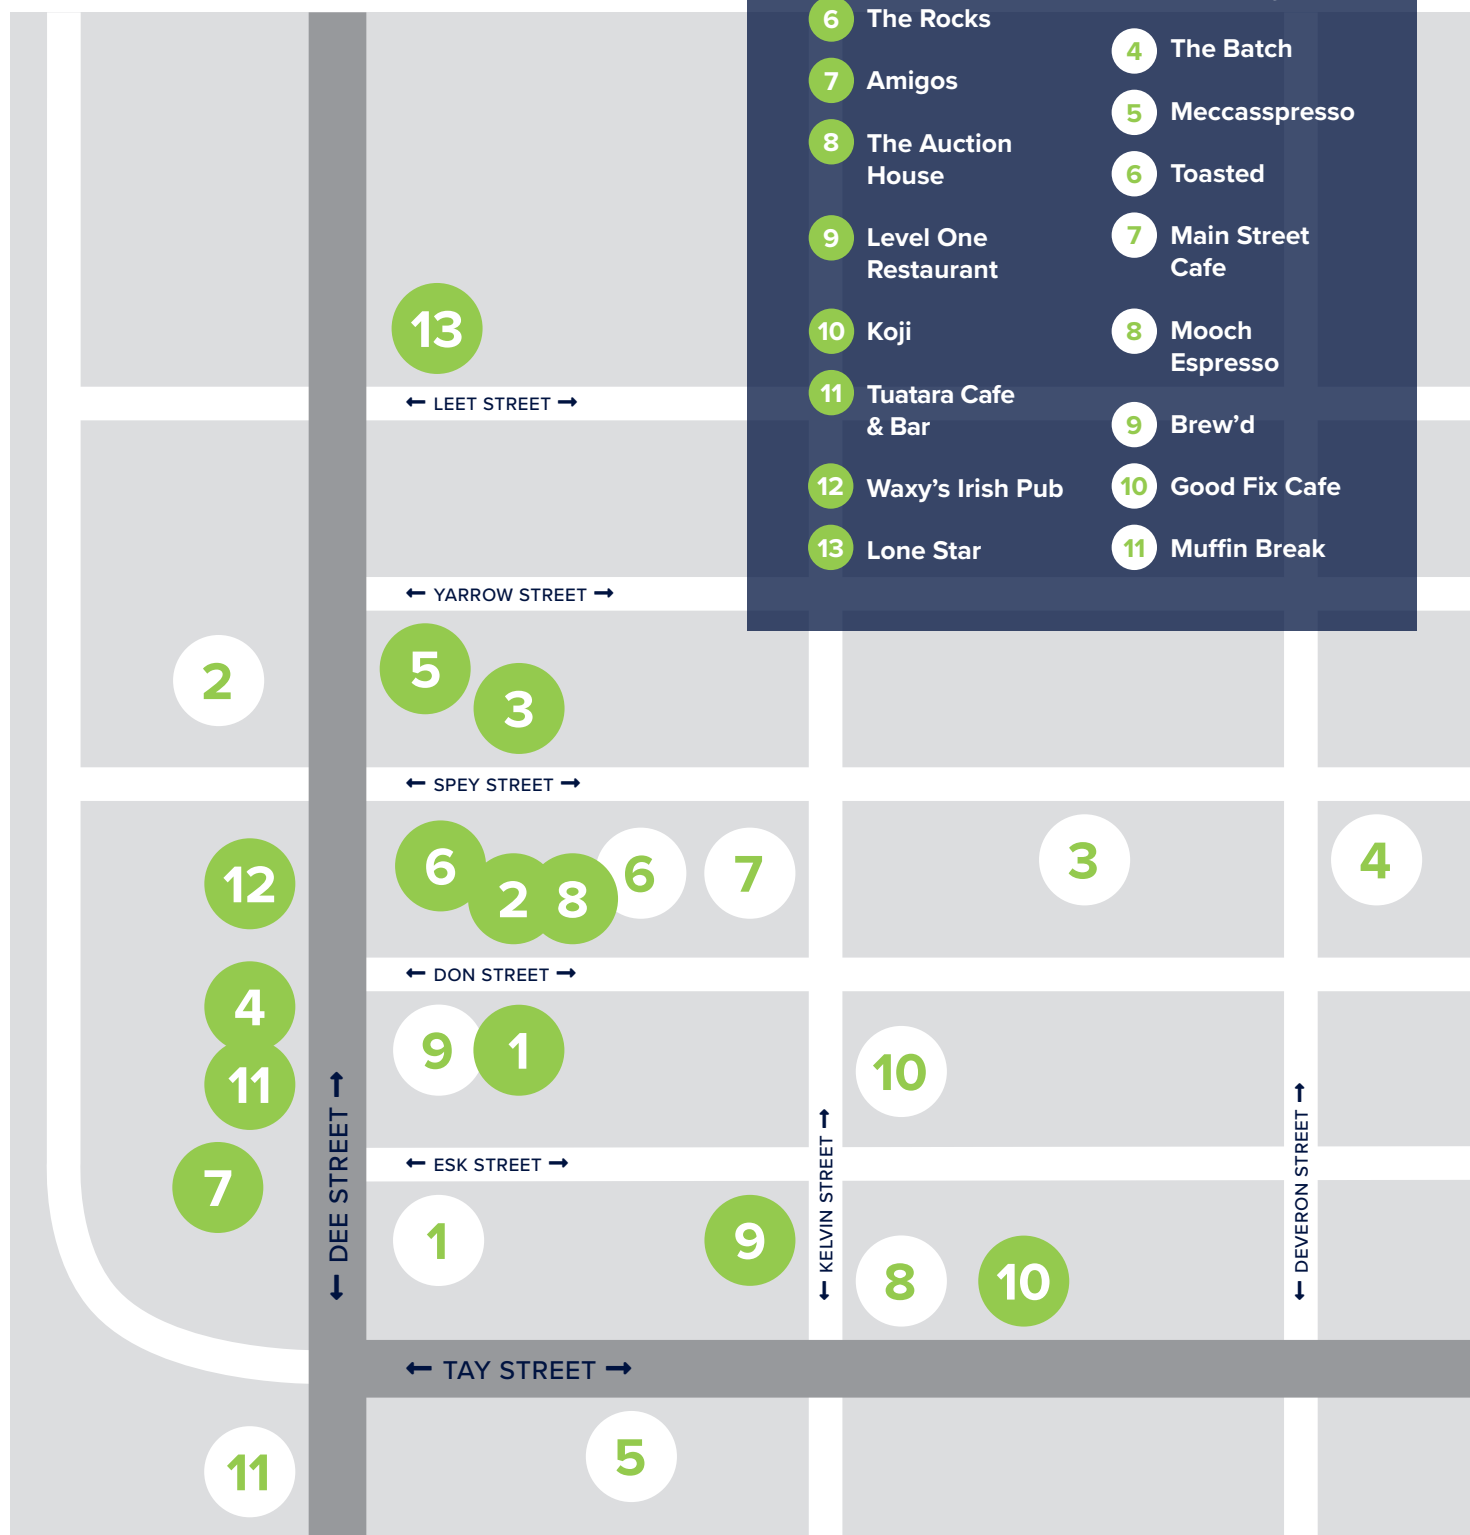 6 The Rocks
7 Amigos
8 The Auction
House
9 Level One
Restaurant
10 Koji
11 Tuatara Cafe
& Bar
12 Waxy's Irish Pub
13 Lone Star
4 The Batch
5 Meccasspresso
6 Toasted
7 Main Street
Cafe
8 Mooch
Espresso
9 Brew'd
10 Good Fix Cafe
11 Muffin Break
13
← LEET STREET →
← YARROW STREET →
2
5
3
← SPEY STREET →
12
6
2
8
6
7
3
4
← DON STREET →
4
11
9
1
10
7
← ESK STREET →
← DEE STREET →
← KELVIN STREET →
← DEVERON STREET →
1
9
8
10
← TAY STREET →
11
5